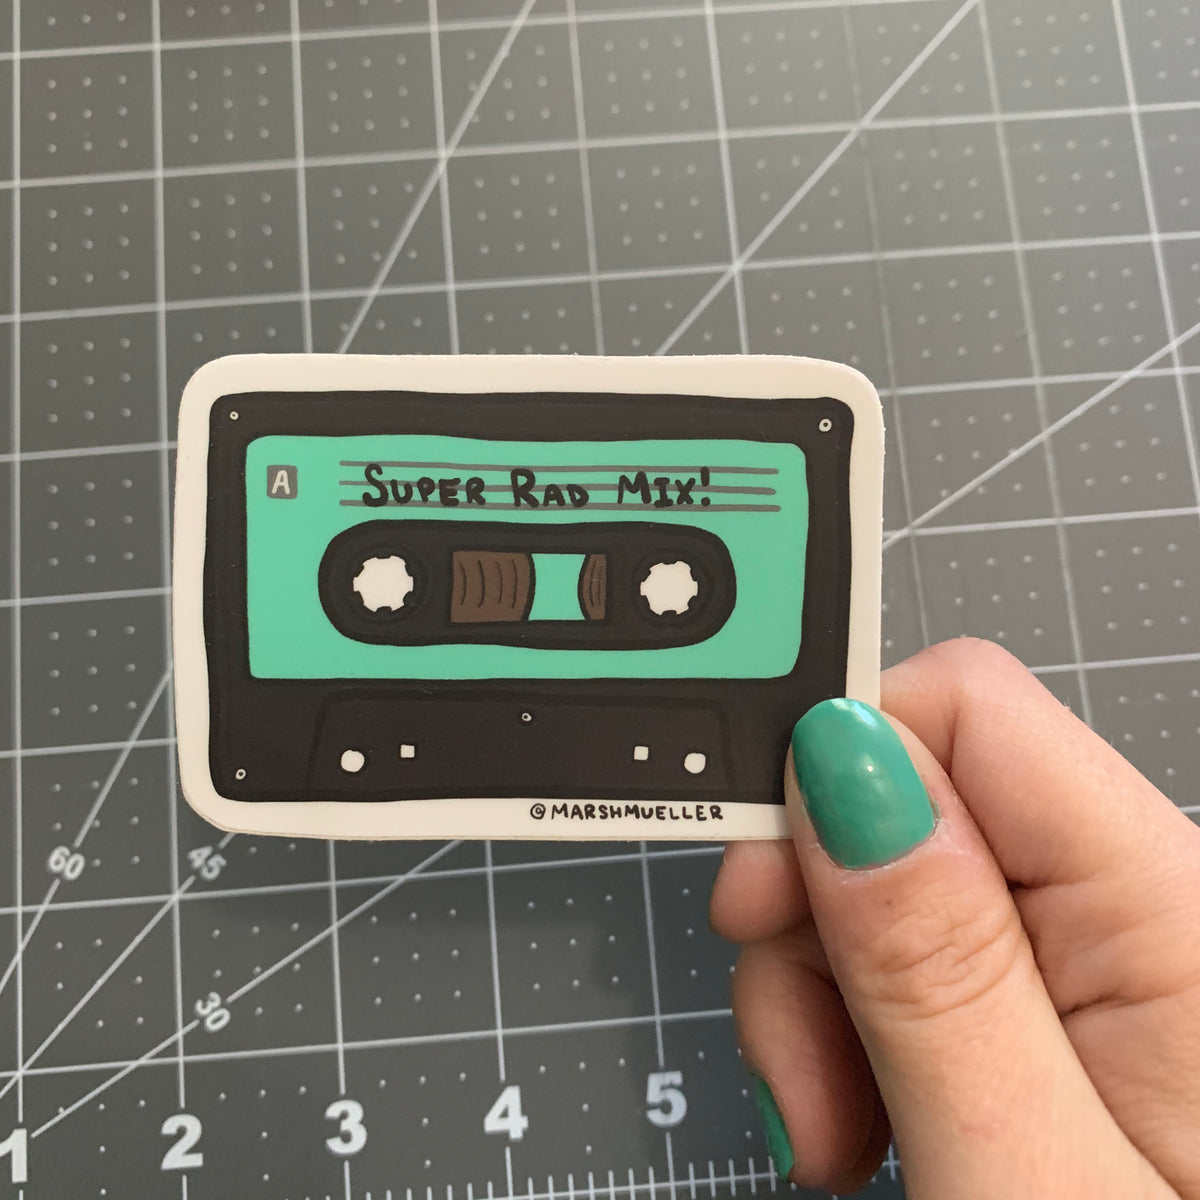 A
SUPER RAD MIX!
@MARSHMUELLER
60
45
30
1 2 3 4 5